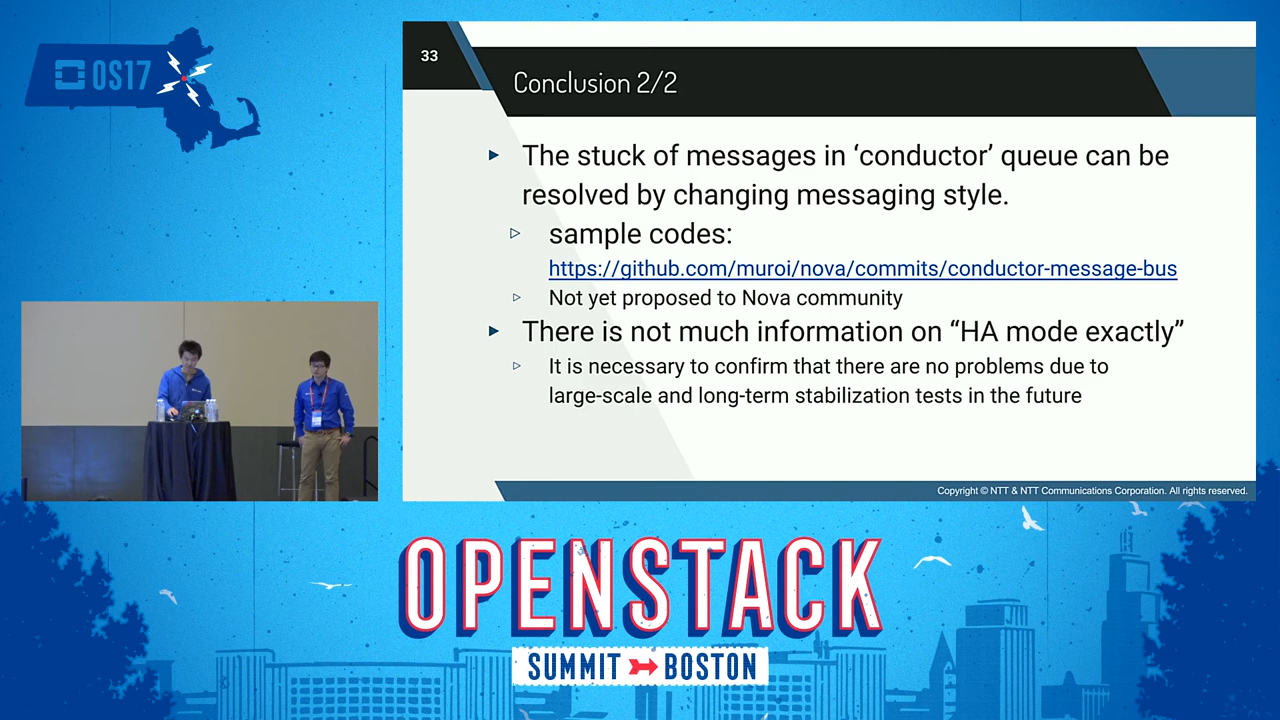 OS17
33
Conclusion 2/2
The stuck of messages in ‘conductor’ queue can be
resolved by changing messaging style.
sample codes:
https://github.com/muroi/nova/commits/conductor-message-bus
Not yet proposed to Nova community
There is not much information on “HA mode exactly”
It is necessary to confirm that there are no problems due to
large-scale and long-term stabilization tests in the future
Copyright © NTT & NTT Communications Corporation. All rights reserved.
OPENSTACK
SUMMIT BOSTON